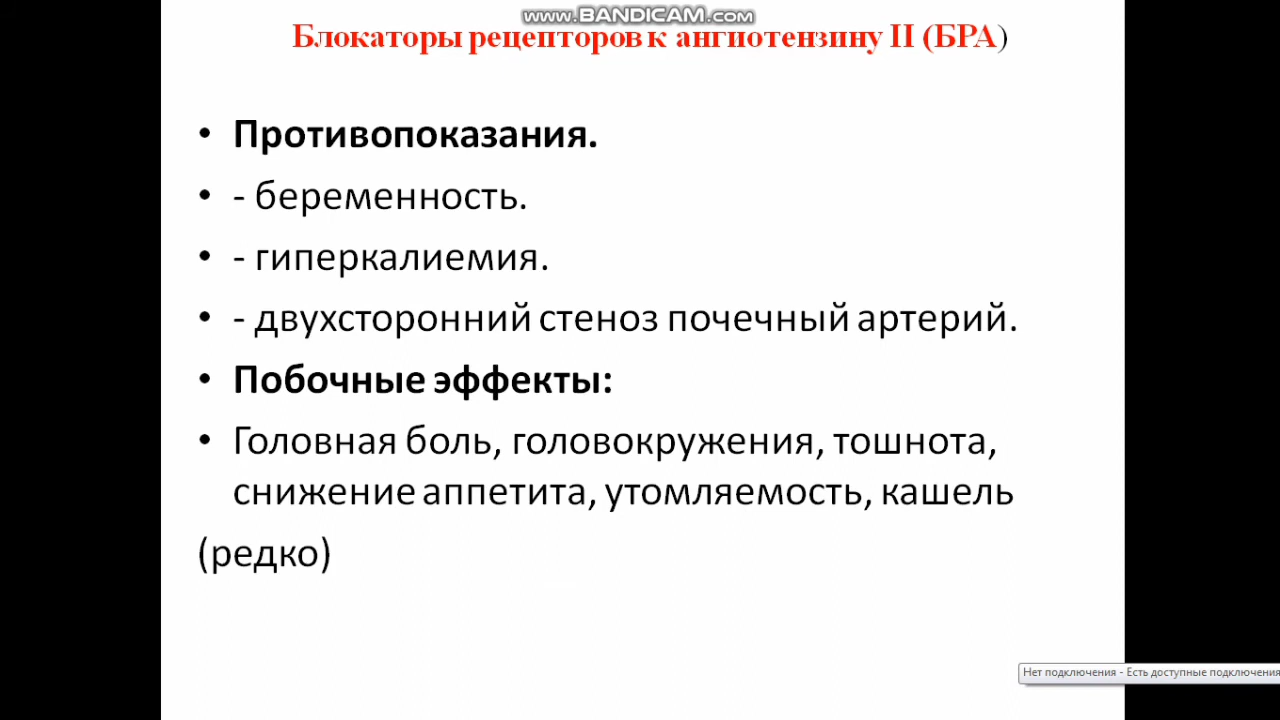 www.BANDICAM.com
Блокаторы рецепторов к ангиотензину II (БРА)
• Противопоказания.
• - беременность.
• - гиперкалиемия.
• - двухсторонний стеноз почечный артерий.
• Побочные эффекты:
• Головная боль, головокружения, тошнота,
снижение аппетита, утомляемость, кашель
(редко)
Нет подключения - Есть доступные подключения